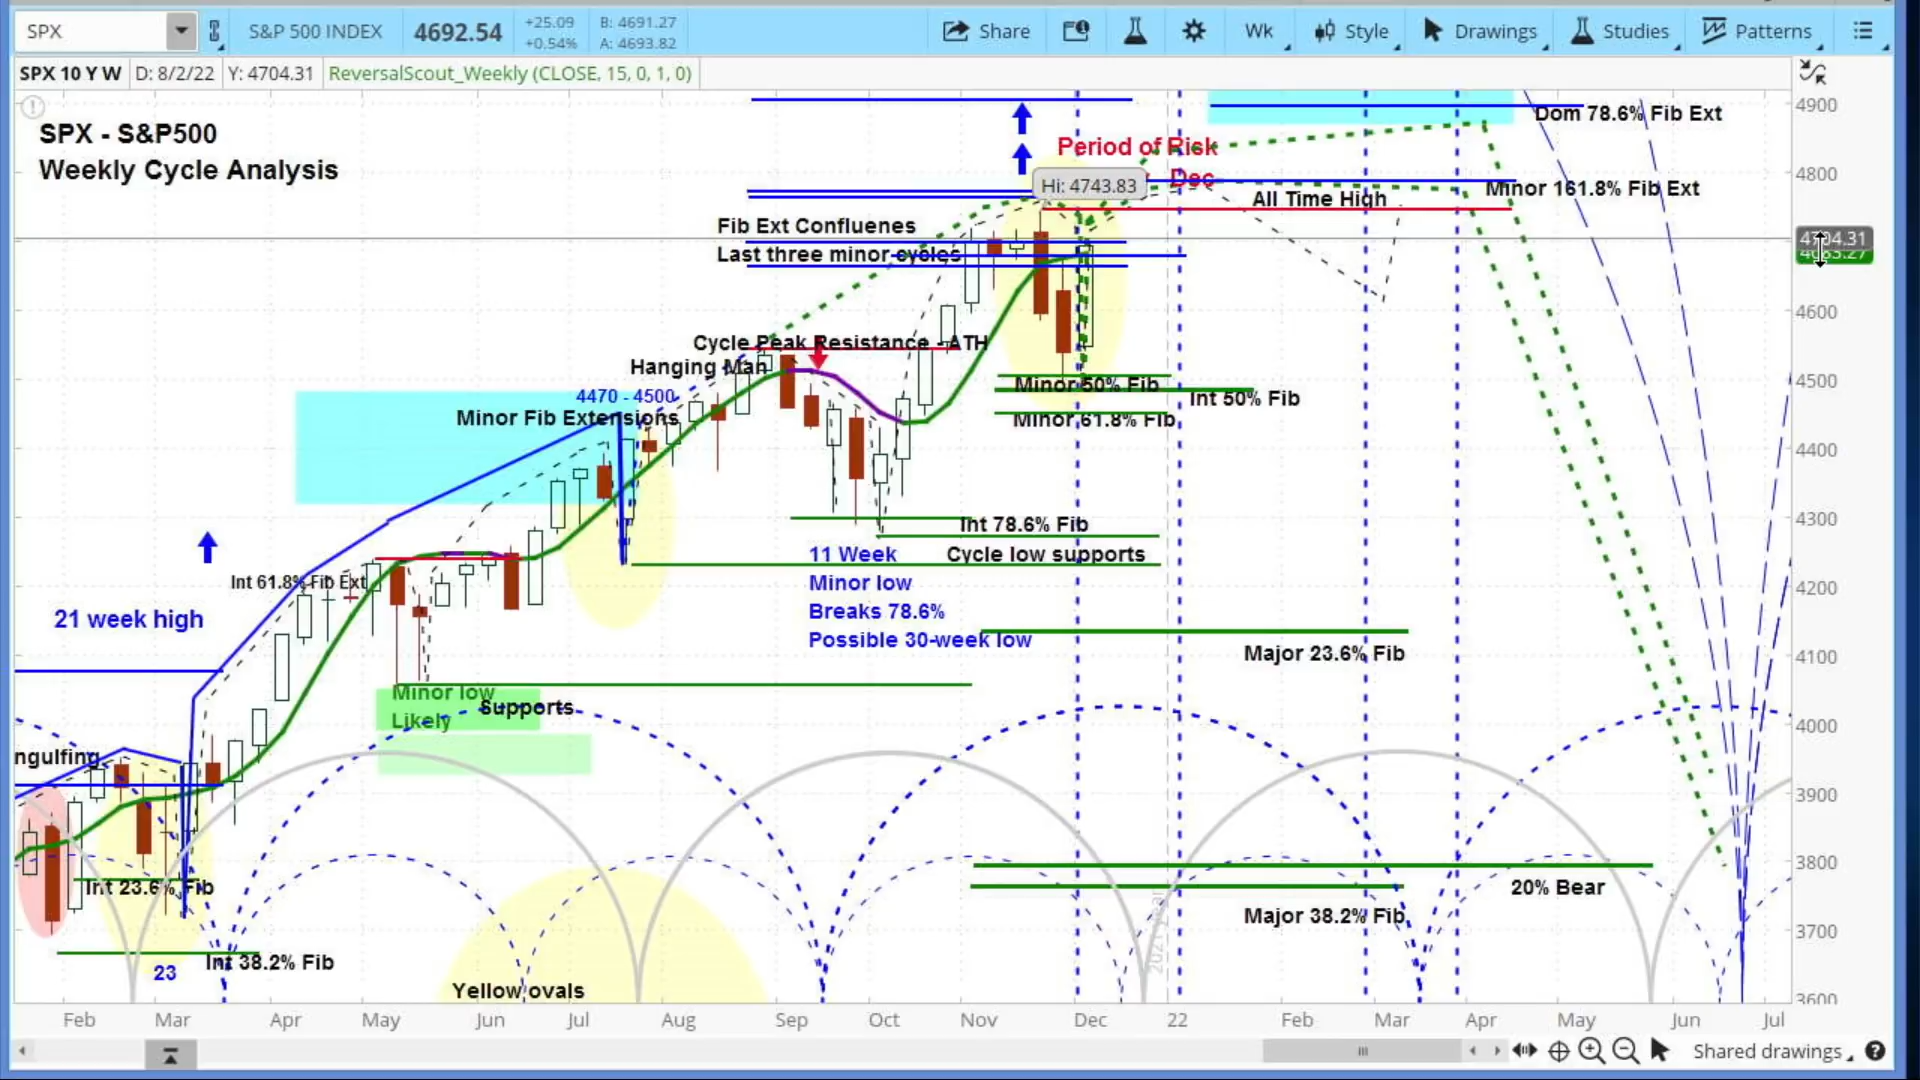 SPX
S&P 500 INDEX
4692.54
+25.09
+0.54%
B: 4691.27
A: 4693.82
Share
Wk
Style
Drawings
Studies
Patterns
SPX 10 Y W
D: 8/2/22
Y: 4704.31
ReversalScout_Weekly (CLOSE, 15, 0, 1, 0)
SPX - S&P500
Weekly Cycle Analysis
Period of Risk
Dec
Hi: 4743.83
Dom 78.6% Fib Ext
Minor 161.8% Fib Ext
All Time High
Fib Ext Confluenes
Last three minor cycles
Cycle Peak Resistance - ATH
Hanging Man
4470 - 4500
Minor Fib Extensions
Minor 50% Fib
Int 50% Fib
Minor 61.8% Fib
Int 78.6% Fib
Cycle low supports
11 Week
Minor low
Breaks 78.6%
Possible 30-week low
Int 61.8% Fib Ext
21 week high
Major 23.6% Fib
Minor low
Likely
Supports
ngulfing
Int 23.6% Fib
Int 38.2% Fib
23
Yellow ovals
20% Bear
Major 38.2% Fib
2021 year
4900
4800
4704.31
4600
4500
4400
4300
4200
4100
4000
3900
3800
3700
3600
Feb
Mar
Apr
May
Jun
Jul
Aug
Sep
Oct
Nov
Dec
22
Feb
Mar
Apr
May
Jun
Jul
Shared drawings